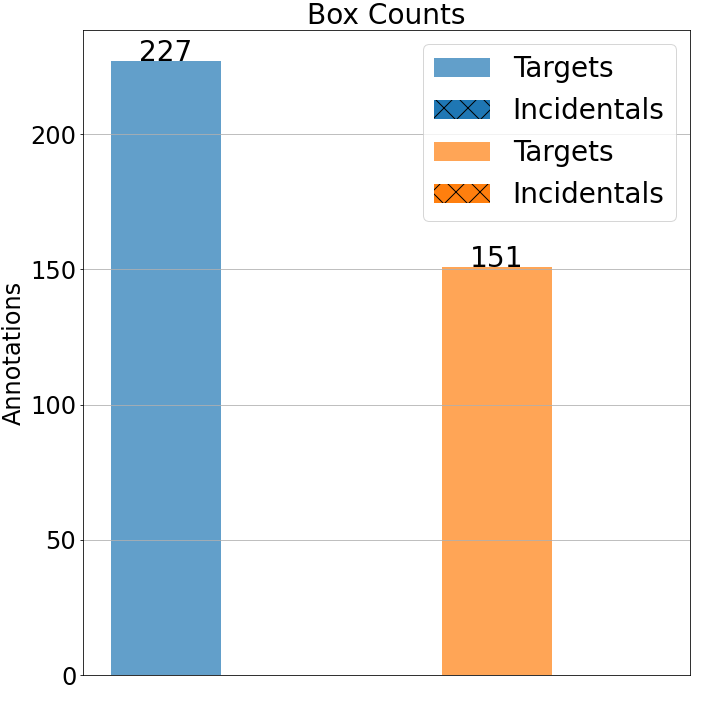 Box Counts
227
Targets
Incidentals
Targets
Incidentals
151
Annotations
200
150
100
50
0